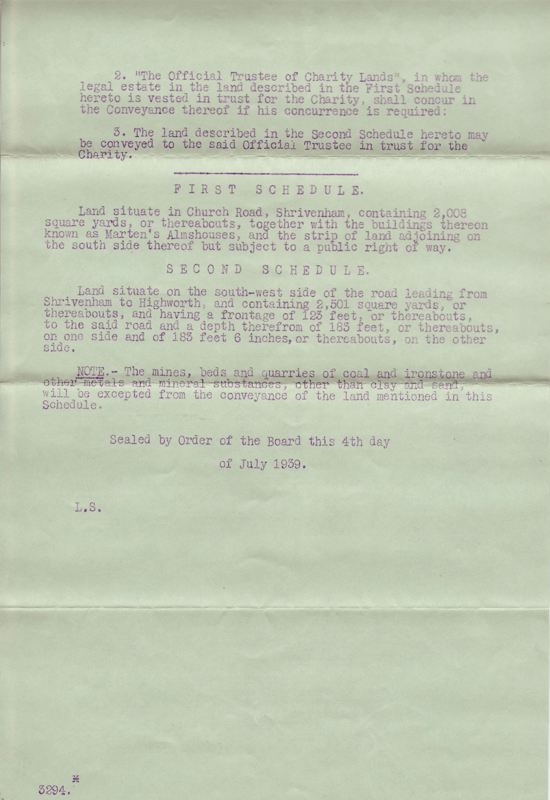 2. "The Official Trustee of Charity Lands", in whom the
legal estate in the land described in the First Schedule
hereto is vested in trust for the Charity, shall concur in
the Conveyance thereof if his concurrence is required:
3. The land described in the Second Schedule hereto may
be conveyed to the said Official Trustee in trust for the
Charity.
FIRST SCHEDULE.
Land situate in Church Road, Shrivenham, containing 2,008
square yards, or thereabouts, together with the buildings thereon
known as Marten's Almshouses, and the strip of land adjoining on
the south side thereof but subject to a public right of way.
SECOND SCHEDULE.
Land situate on the south-west side of the road leading from
Shrivenham to Highworth, and containing 2,501 square yards, or
thereabouts, and having a frontage of 123 feet, or thereabouts,
to the said road and a depth therefrom of 183 feet, or thereabouts,
on one side and of 183 feet 6 inches, or thereabouts, on the other
side.
NOTE.- The mines, beds and quarries of coal and ironstone and
other metals and mineral substances, other than clay and sand,
will be excepted from the conveyance of the land mentioned in this
Schedule.
Sealed by Order of the Board this 4th day
of July 1939.
L.S.
3294.